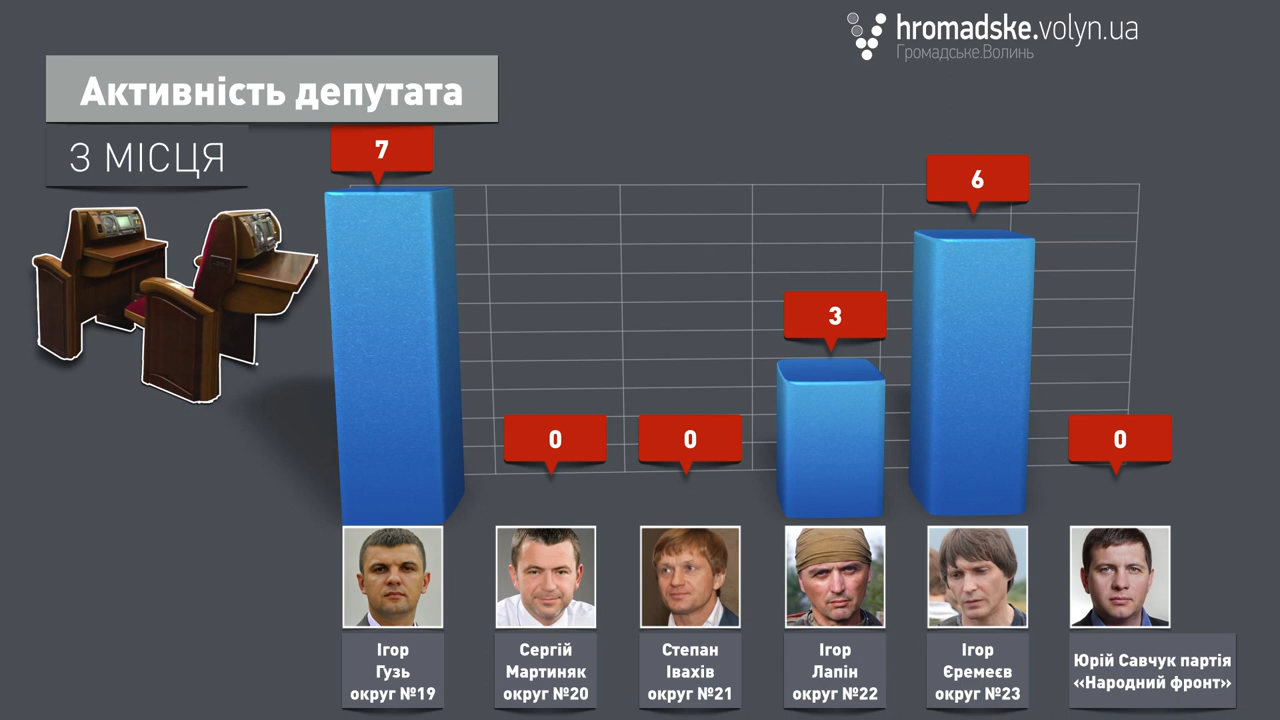 hromadske.volyn.ua
Громадське.Волинь
Активність депутата
З МІСЦЯ
7
0
0
3
6
0
Ігор
Гузь
округ №19
Сергій
Мартиняк
округ №20
Степан
Івахів
округ №21
Ігор
Лапін
округ №22
Ігор
Єремеєв
округ №23
Юрій Савчук партія
«Народний фронт»